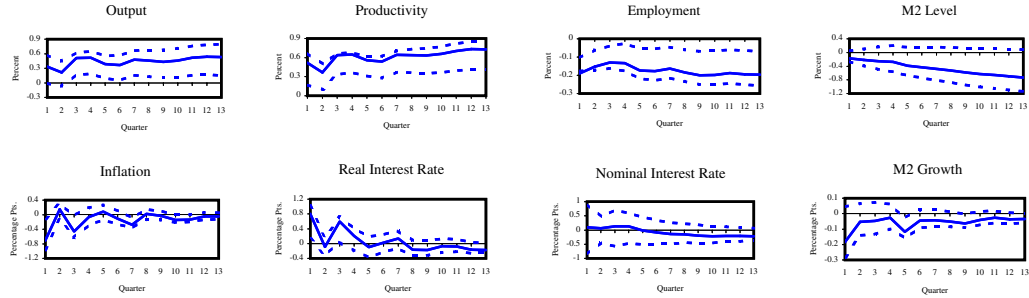 Output
Percent
0.9
0.6
0.3
0
-0.3
1 2 3 4 5 6 7 8 9 10 11 12 13
Quarter
Productivity
Percent
0.9
0.6
0.3
0
1 2 3 4 5 6 7 8 9 10 11 12 13
Quarter
Employment
Percent
0
-0.1
-0.2
-0.3
1 2 3 4 5 6 7 8 9 10 11 12 13
Quarter
M2 Level
Percent
0.4
0
-0.4
-0.8
-1.2
1 2 3 4 5 6 7 8 9 10 11 12 13
Quarter
Inflation
Percentage Pts.
0.4
0
-0.4
-0.8
-1.2
1 2 3 4 5 6 7 8 9 10 11 12 13
Quarter
Real Interest Rate
Percentage Pts.
1.2
0.8
0.4
0
-0.4
1 2 3 4 5 6 7 8 9 10 11 12 13
Quarter
Nominal Interest Rate
Percentage Pts.
1
0.5
0
-0.5
-1
1 2 3 4 5 6 7 8 9 10 11 12 13
Quarter
M2 Growth
Percentage Pts.
0.1
0
-0.1
-0.2
-0.3
1 2 3 4 5 6 7 8 9 10 11 12 13
Quarter